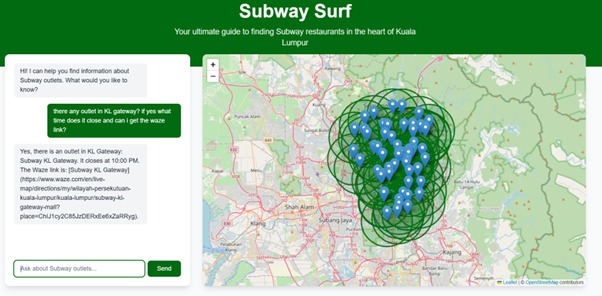 Subway Surf
Your ultimate guide to finding Subway restaurants in the heart of Kuala
Lumpur
Hi! I can help you find information about
Subway outlets. What would you like to
know?
there any outlet in KL gateway? if yes what
time does it close and can i get the waze
link?
Yes, there is an outlet in KL Gateway:
Subway KL Gateway. It closes at 10:00 PM.
The Waze link is: [Subway KL Gateway]
(https://www.waze.com/en/live-
map/directions/my/wilayah-persekutuan-
kuala-lumpur/kuala-lumpur/subway-kl-
gateway-mall?
place=ChIJ1cy2C85JzDERxEe6xZaRRyg).
Ask about Subway outlets...
Send
+
−
Kuang
Shah Alam
Subang Jaya
Klang
Leaflet | © OpenStreetMap contributors